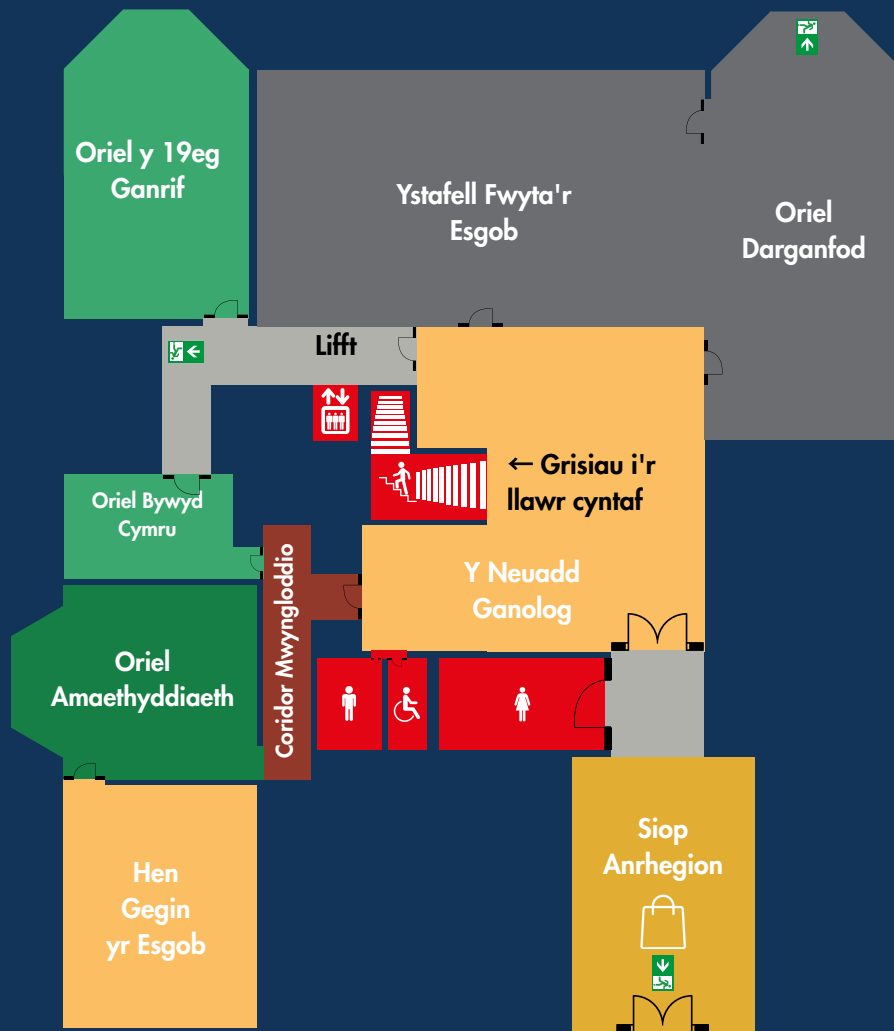 Oriel y 19eg
Ganrif
Ystafell Fwyta'r
Esgob
Oriel
Darganfod
Lifft
← Grisiau i'r
llawr cyntaf
Oriel Bywyd
Cymru
Y Neuadd
Ganolog
Coridor Mwyngloddio
Oriel
Amaethyddiaeth
Siop
Anrhegion
Hen
Gegin
yr Esgob